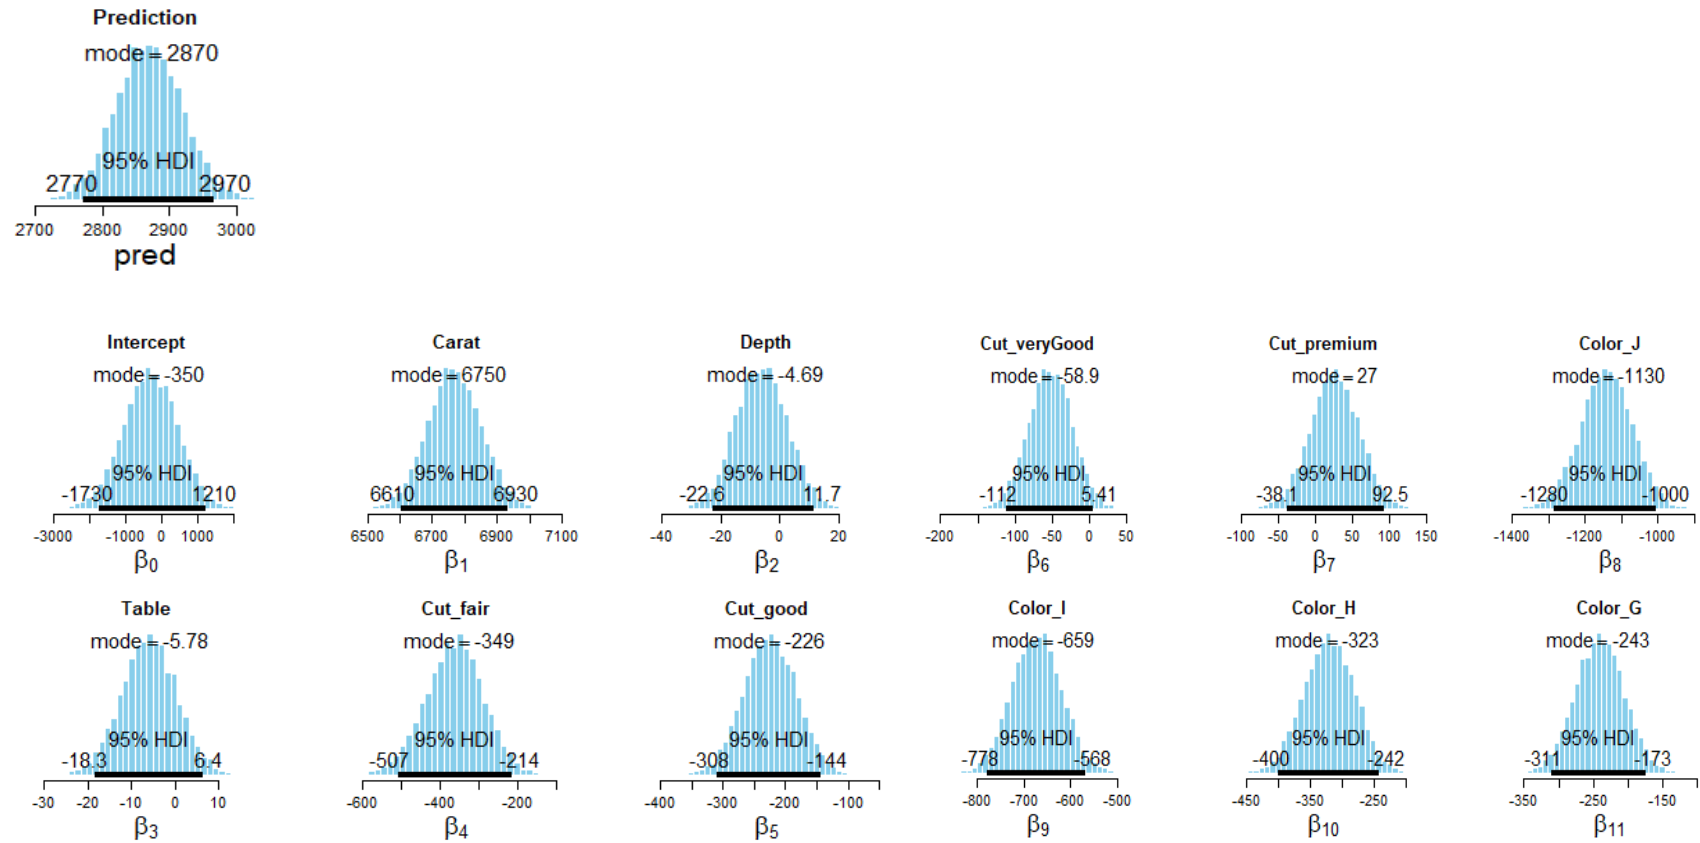 Prediction
mode = 2870
95% HDI
2770 2970
2700 2800 2900 3000
pred
Intercept Carat Depth Cut_veryGood Cut_premium Color_J
mode = -350 mode = 6750 mode = -4.69 mode = -58.9 mode = 27 mode = -1130
95% HDI 95% HDI 95% HDI 95% HDI 95% HDI 95% HDI
-1730 1210 6610 6930 -22.6 11.7 -112 5.41 -38.1 92.5 -1280 -1000
-3000 -1000 0 1000 6500 6700 6900 7100 -40 -20 0 20 -200 -100 -50 0 50 -100 -50 0 50 100 150 -1400 -1200 -1000
β0 β1 β2 β6 β7 β8
Table Cut_fair Cut_good Color_I Color_H Color_G
mode = -5.78 mode = -349 mode = -226 mode = -659 mode = -323 mode = -243
95% HDI 95% HDI 95% HDI 95% HDI 95% HDI 95% HDI
-18.3 6.4 -507 -214 -308 -144 -778 -568 -400 -242 -311 -173
-30 -20 -10 0 10 -600 -400 -200 -400 -300 -200 -100 -800 -700 -600 -500 -450 -350 -250 -350 -250 -150
β3 β4 β5 β9 β10 β11